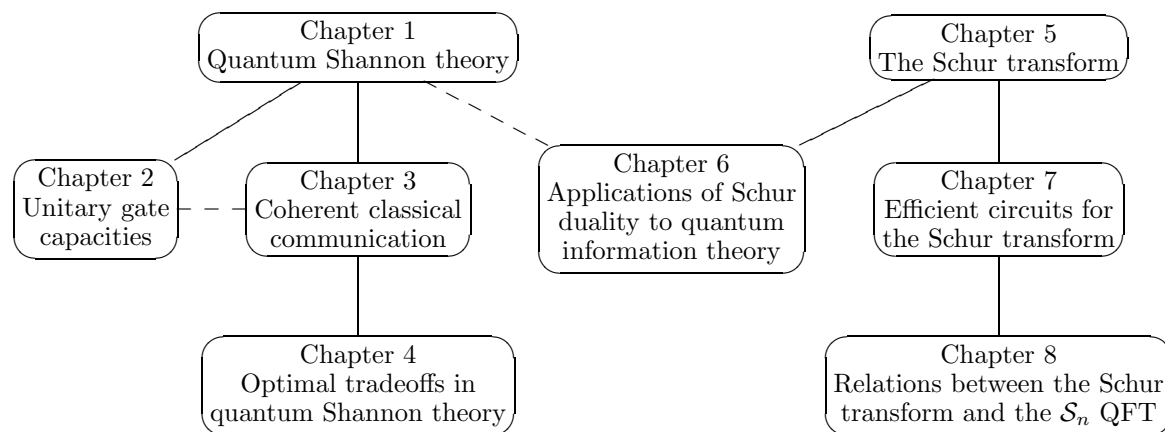 Chapter 1
Quantum Shannon theory
Chapter 5
The Schur transform
Chapter 2
Unitary gate
capacities
Chapter 3
Coherent classical
communication
Chapter 6
Applications of Schur
duality to quantum
information theory
Chapter 7
Efficient circuits for
the Schur transform
Chapter 4
Optimal tradeoffs in
quantum Shannon theory
Chapter 8
Relations between the Schur
transform and the 𝒮ₙ QFT